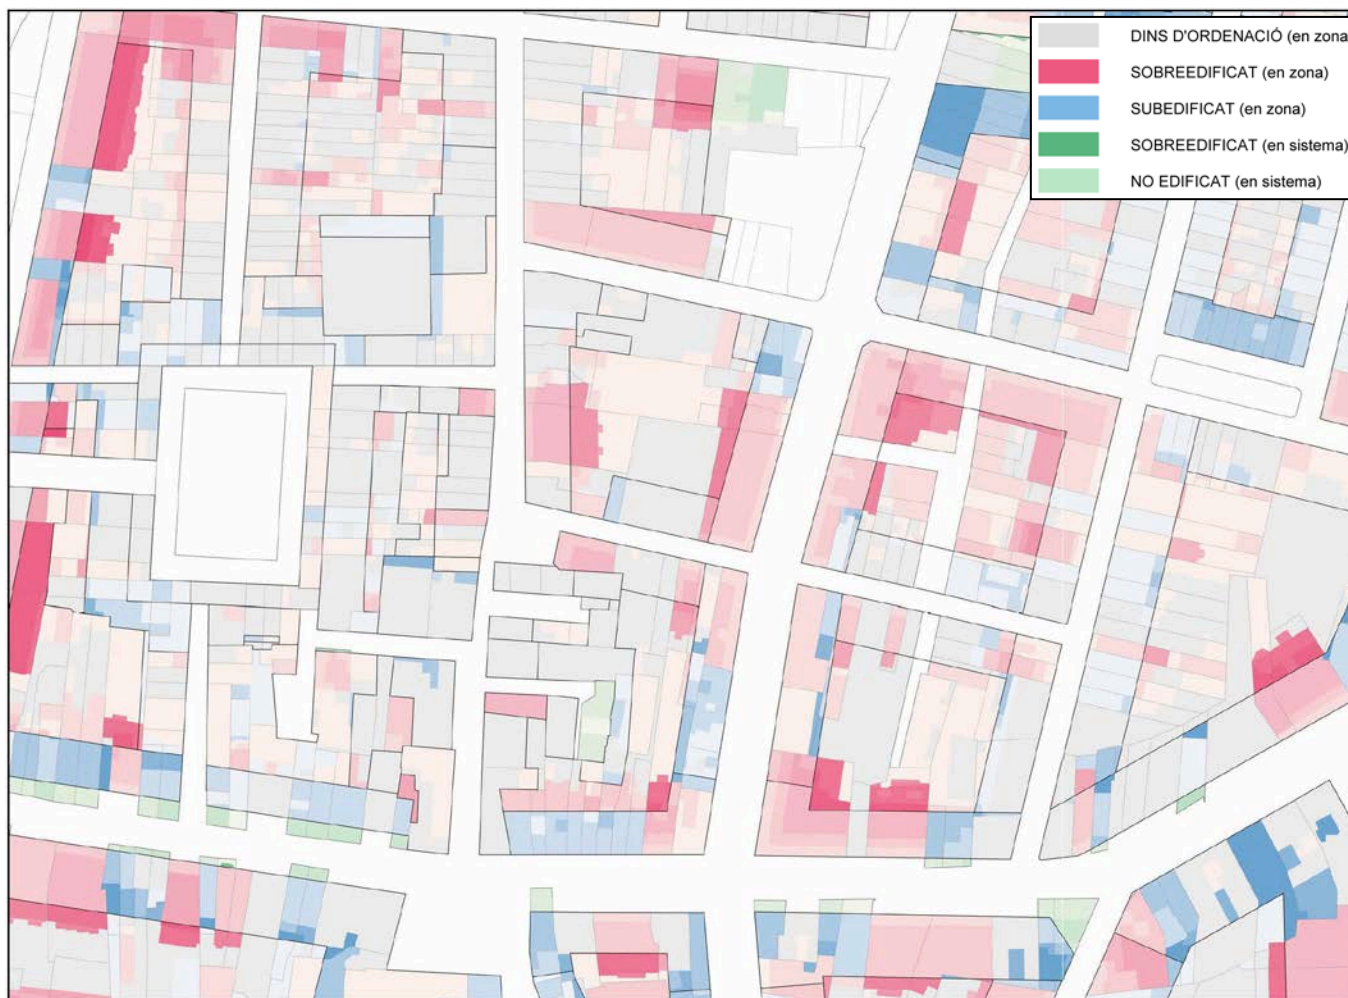 DINS D'ORDENACIÓ (en zona
SOBREEDIFICAT (en zona)
SUBEDIFICAT (en zona)
SOBREEDIFICAT (en sistema)
NO EDIFICAT (en sistema)